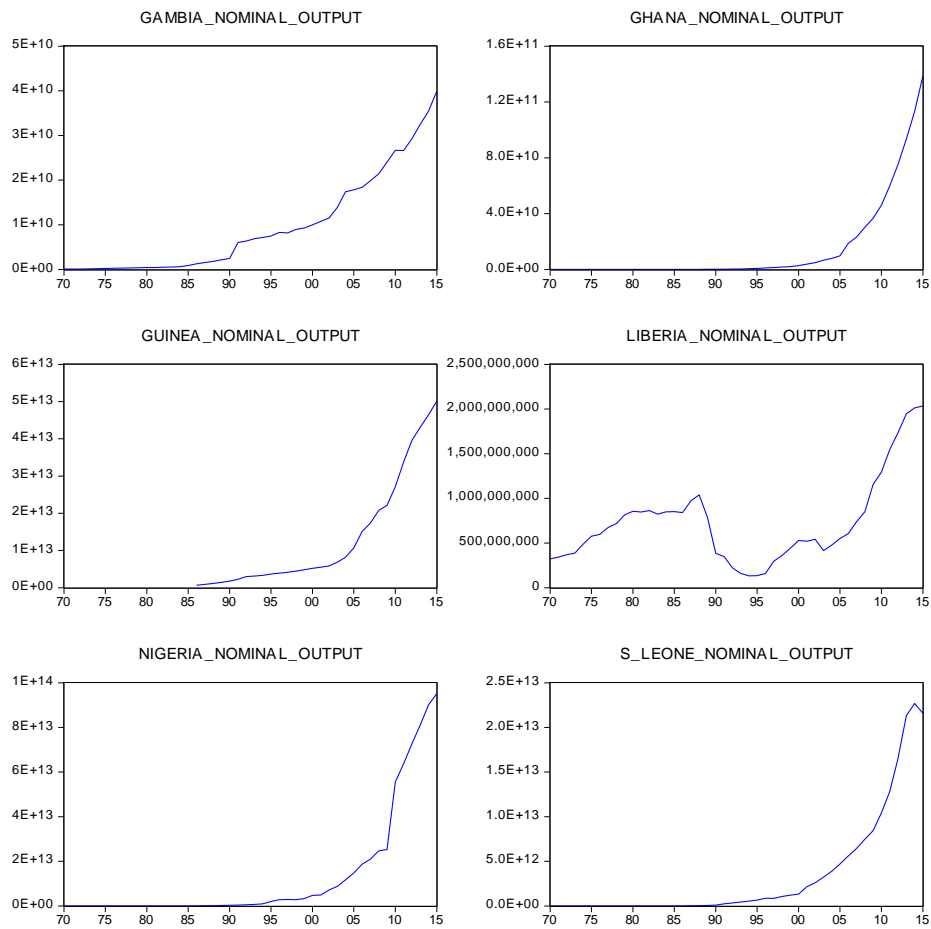 GAMBIA_NOMINAL_OUTPUT
5E+10
4E+10
3E+10
2E+10
1E+10
0E+00
70 75 80 85 90 95 00 05 10 15
GHANA_NOMINAL_OUTPUT
1.6E+11
1.2E+11
8.0E+10
4.0E+10
0.0E+00
70 75 80 85 90 95 00 05 10 15
GUINEA_NOMINAL_OUTPUT
6E+13
5E+13
4E+13
3E+13
2E+13
1E+13
0E+00
70 75 80 85 90 95 00 05 10 15
LIBERIA_NOMINAL_OUTPUT
2,500,000,000
2,000,000,000
1,500,000,000
1,000,000,000
500,000,000
0
70 75 80 85 90 95 00 05 10 15
NIGERIA_NOMINAL_OUTPUT
1E+14
8E+13
6E+13
4E+13
2E+13
0E+00
70 75 80 85 90 95 00 05 10 15
S_LEONE_NOMINAL_OUTPUT
2.5E+13
2.0E+13
1.5E+13
1.0E+13
5.0E+12
0.0E+00
70 75 80 85 90 95 00 05 10 15